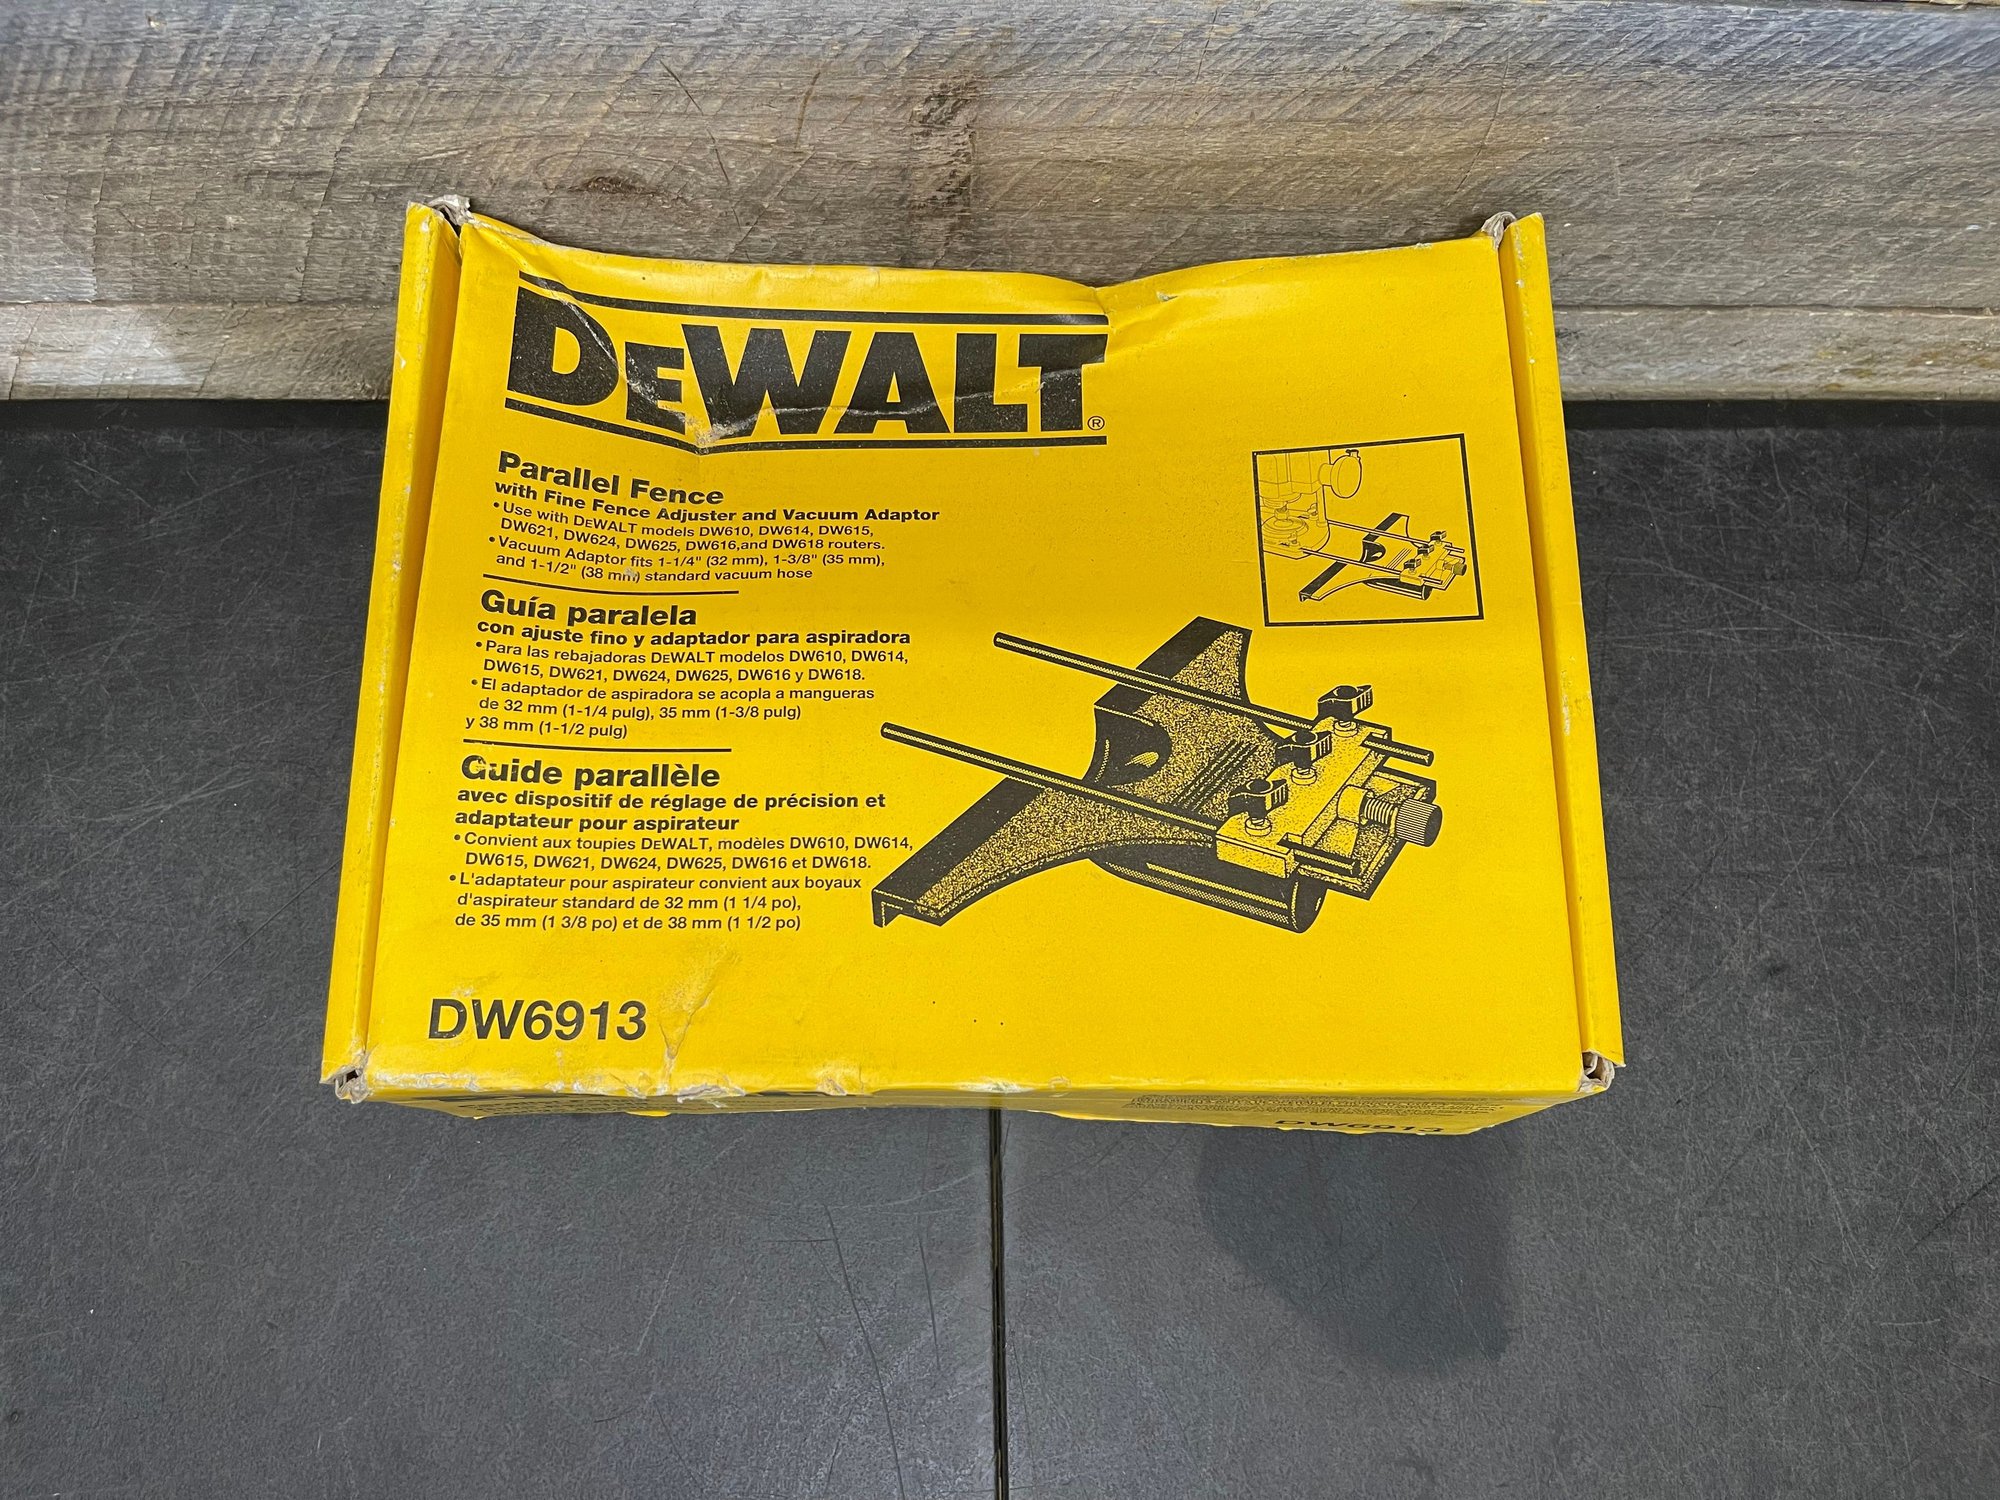 DEWALT®
Parallel Fence
with Fine Fence Adjuster and Vacuum Adaptor
• Use with DEWALT models DW610, DW614, DW615,
DW621, DW624, DW625, DW616,and DW618 routers.
• Vacuum Adaptor fits 1-1/4" (32 mm), 1-3/8" (35 mm),
and 1-1/2" (38 mm) standard vacuum hose
Guía paralela
con ajuste fino y adaptador para aspiradora
• Para las rebajadoras DEWALT modelos DW610, DW614,
DW615, DW621, DW624, DW625, DW616 y DW618.
• El adaptador de aspiradora se acopla a mangueras
de 32 mm (1-1/4 pulg), 35 mm (1-3/8 pulg)
y 38 mm (1-1/2 pulg)
Guide parallèle
avec dispositif de réglage de précision et
adaptateur pour aspirateur
• Convient aux toupies DEWALT, modèles DW610, DW614,
DW615, DW621, DW624, DW625, DW616 et DW618.
• L'adaptateur pour aspirateur convient aux boyaux
d'aspirateur standard de 32 mm (1 1/4 po),
de 35 mm (1 3/8 po) et de 38 mm (1 1/2 po)
DW6913
DW6913